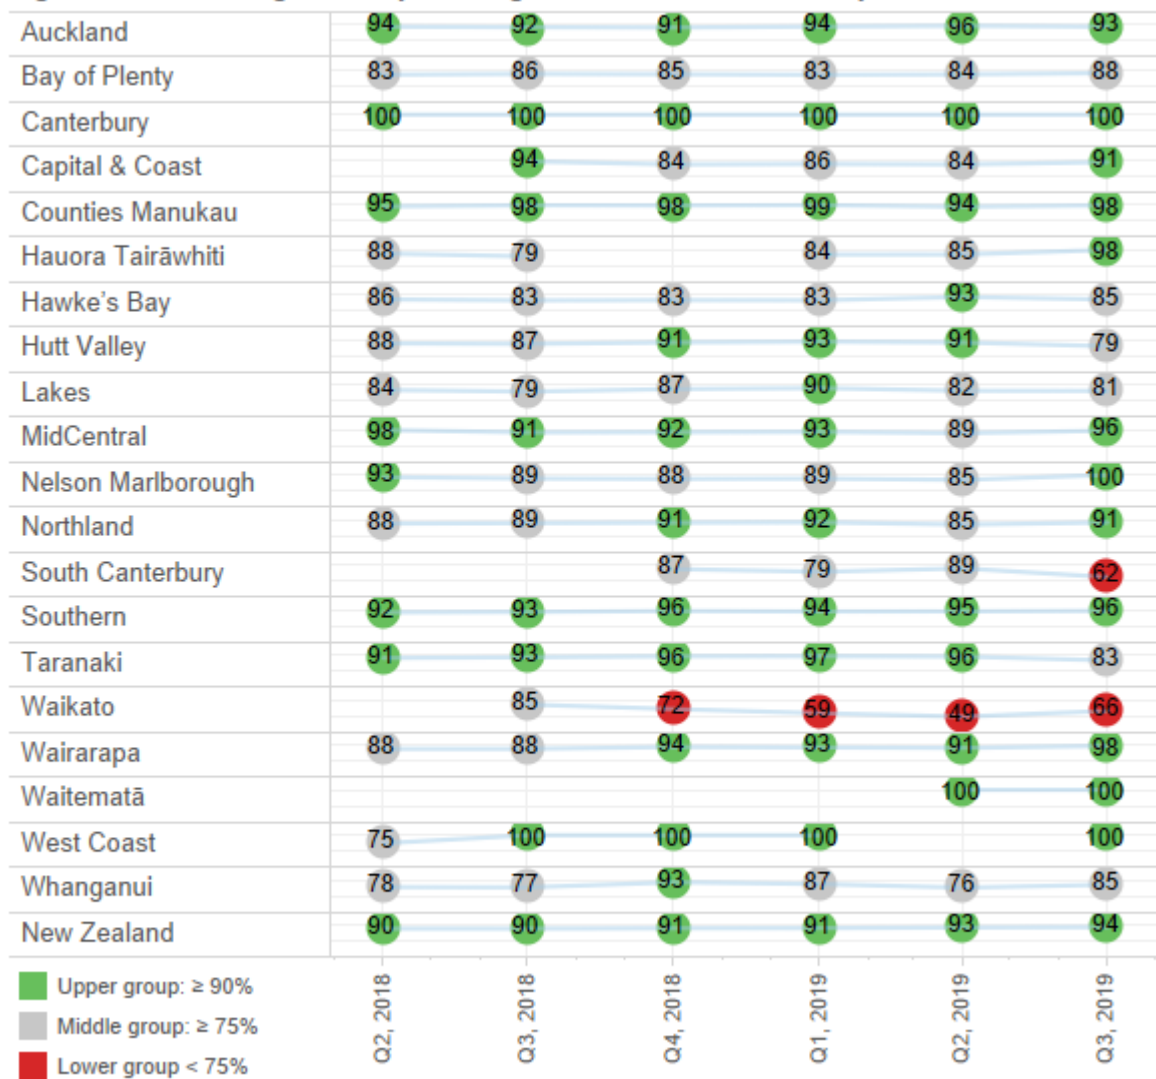 Auckland 94 92 91 94 96 93
Bay of Plenty 83 86 85 83 84 88
Canterbury 100 100 100 100 100 100
Capital & Coast 94 84 86 84 91
Counties Manukau 95 98 98 99 94 98
Hauora Tairāwhiti 88 79 84 85 98
Hawke's Bay 86 83 83 83 93 85
Hutt Valley 88 87 91 93 91 79
Lakes 84 79 87 90 82 81
MidCentral 98 91 92 93 89 96
Nelson Marlborough 93 89 88 89 85 100
Northland 88 89 91 92 85 91
South Canterbury 87 79 89 62
Southern 92 93 96 94 95 96
Taranaki 91 93 96 97 96 83
Waikato 85 72 59 49 66
Wairarapa 88 88 94 93 91 98
Waitematā 100 100
West Coast 75 100 100 100 100
Whanganui 78 77 93 87 76 85
New Zealand 90 90 91 91 93 94
Q2, 2018 Q3, 2018 Q4, 2018 Q1, 2019 Q2, 2019 Q3, 2019
Upper group: ≥ 90%
Middle group: ≥ 75%
Lower group < 75%